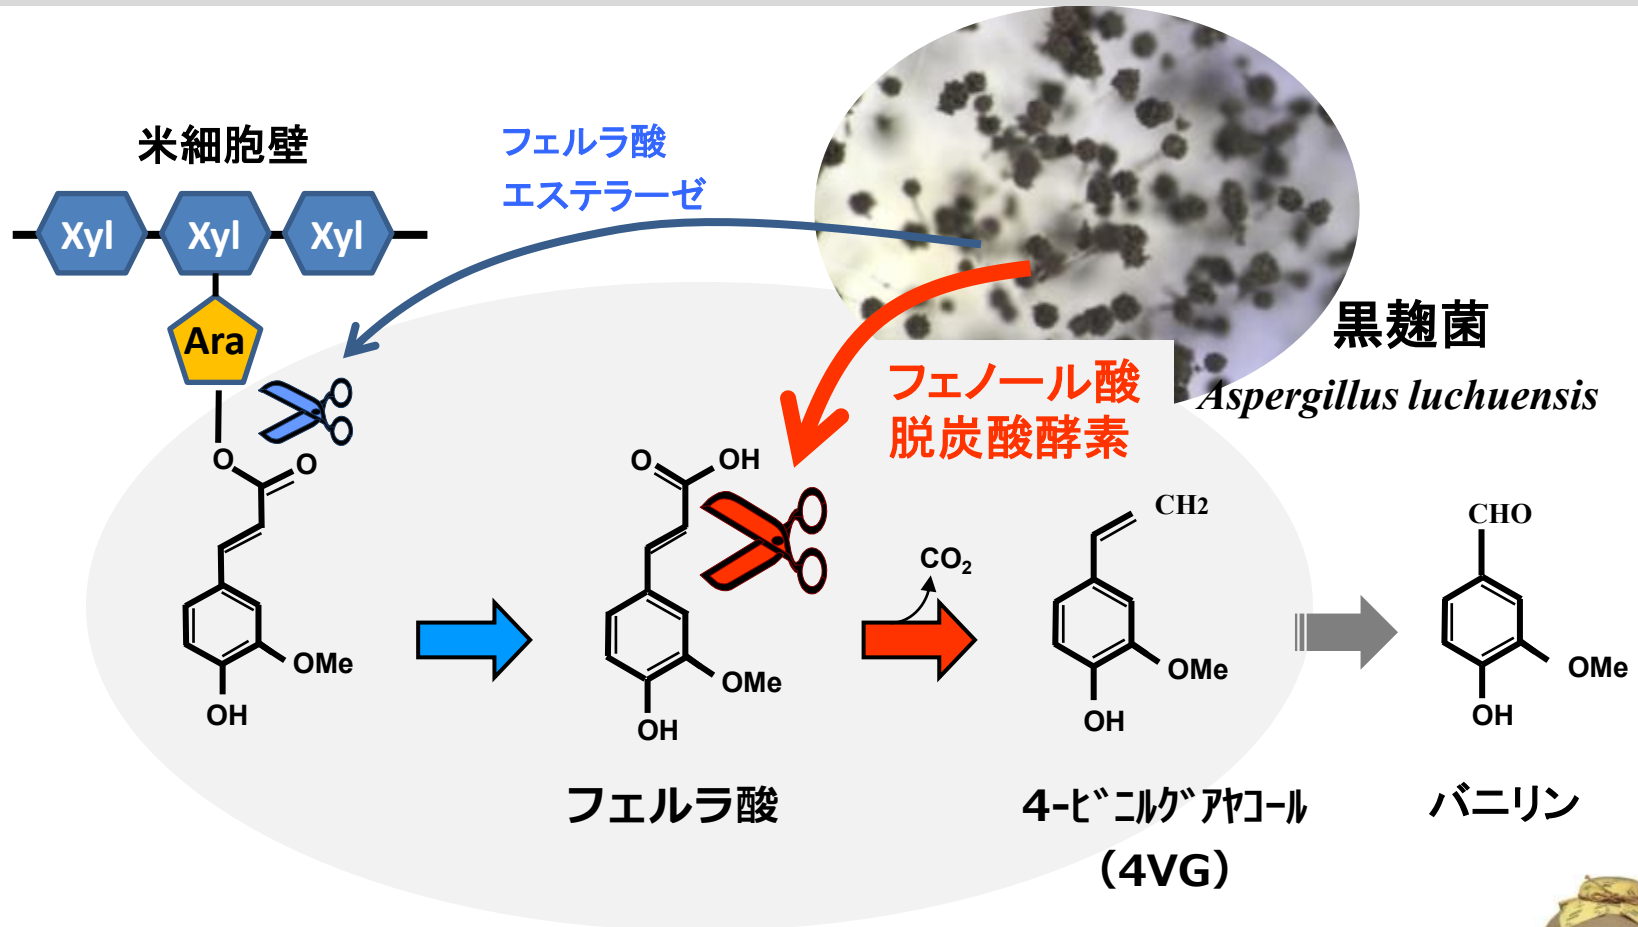 米細胞壁
Xyl
Xyl
Xyl
Ara
フェルラ酸
エステラーゼ
黒麹菌
Aspergillus luchuensis
フェノール酸
脱炭酸酵素
O
O
OMe
OH
O
OH
OMe
OH
フェルラ酸
CO₂
CH2
OMe
OH
4-ﾋﾞﾆﾙｸﾞｱﾔｺｰﾙ
（4VG）
CHO
OMe
OH
バニリン